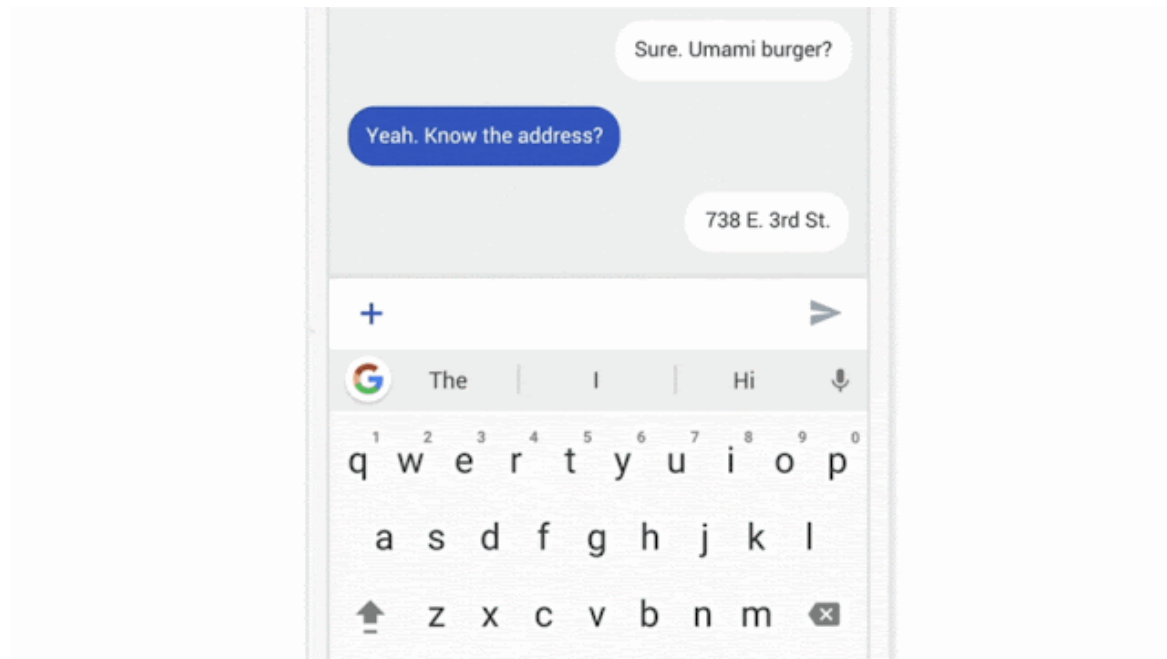 Sure. Umami burger?
Yeah. Know the address?
738 E. 3rd St.
+
G The I Hi
1 2 3 4 5 6 7 8 9 0
q w e r t y u i o p
a s d f g h j k l
z x c v b n m